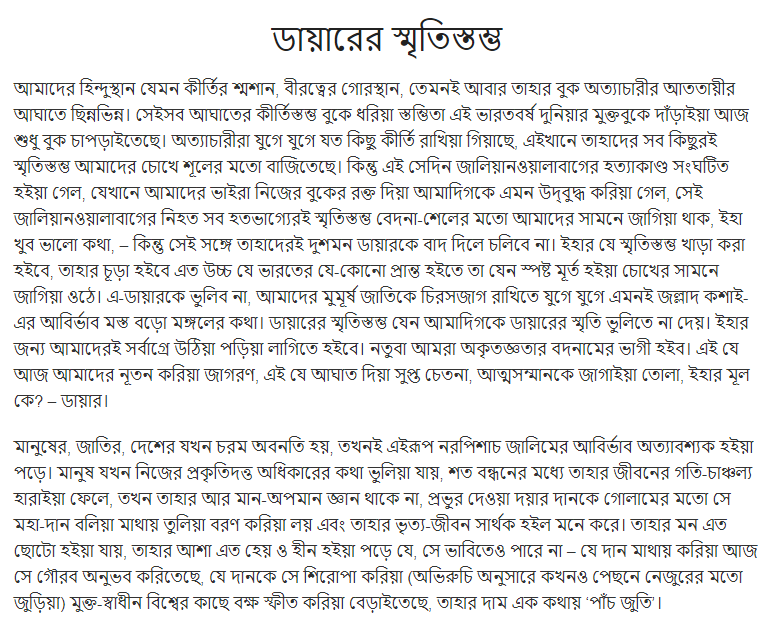 ডায়ারের স্মৃতিস্তম্ভ
আমাদের হিন্দুস্থান যেমন কীর্তির শ্মশান, বীরত্বের গোরস্থান, তেমনই আবার তাহার বুক অত্যাচারীর আততায়ীর
আঘাতে ছিন্নভিন্ন। সেইসব আঘাতের কীর্তিস্তম্ভ বুকে ধরিয়া স্তম্ভিতা এই ভারতবর্ষ দুনিয়ার মুক্তবুকে দাঁড়াইয়া আজ
শুধু বুক চাপড়াইতেছে। অত্যাচারীরা যুগে যুগে যত কিছু কীর্তি রাখিয়া গিয়াছে, এইখানে তাহাদের সব কিছুরই
স্মৃতিস্তম্ভ আমাদের চোখে শূলের মতো বাজিতেছে। কিন্তু এই সেদিন জালিয়ানওয়ালাবাগের হত্যাকাণ্ড সংঘটিত
হইয়া গেল, যেখানে আমাদের ভাইরা নিজের বুকের রক্ত দিয়া আমাদিগকে এমন উদ্‌বুদ্ধ করিয়া গেল, সেই
জালিয়ানওয়ালাবাগের নিহত সব হতভাগ্যেরই স্মৃতিস্তম্ভ বেদনা-শেলের মতো আমাদের সামনে জাগিয়া থাক, ইহা
খুব ভালো কথা, – কিন্তু সেই সঙ্গে তাহাদেরই দুশমন ডায়ারকে বাদ দিলে চলিবে না। ইহার যে স্মৃতিস্তম্ভ খাড়া করা
হইবে, তাহার চূড়া হইবে এত উচ্চ যে ভারতের যে-কোনো প্রান্ত হইতে তা যেন স্পষ্ট মূর্ত হইয়া চোখের সামনে
জাগিয়া ওঠে। এ-ডায়ারকে ভুলিব না, আমাদের মুমূর্ষ জাতিকে চিরসজাগ রাখিতে যুগে যুগে এমনই জল্লাদ কশাই-
এর আবির্ভাব মস্ত বড়ো মঙ্গলের কথা। ডায়ারের স্মৃতিস্তম্ভ যেন আমাদিগকে ডায়ারের স্মৃতি ভুলিতে না দেয়। ইহার
জন্য আমাদেরই সর্বাগ্রে উঠিয়া পড়িয়া লাগিতে হইবে। নতুবা আমরা অকৃতজ্ঞতার বদনামের ভাগী হইব। এই যে
আজ আমাদের নূতন করিয়া জাগরণ, এই যে আঘাত দিয়া সুপ্ত চেতনা, আত্মসম্মানকে জাগাইয়া তোলা, ইহার মূল
কে? – ডায়ার।
মানুষের, জাতির, দেশের যখন চরম অবনতি হয়, তখনই এইরূপ নরপিশাচ জালিমের আবির্ভাব অত্যাবশ্যক হইয়া
পড়ে। মানুষ যখন নিজের প্রকৃতিদত্ত অধিকারের কথা ভুলিয়া যায়, শত বন্ধনের মধ্যে তাহার জীবনের গতি-চাঞ্চল্য
হারাইয়া ফেলে, তখন তাহার আর মান-অপমান জ্ঞান থাকে না, প্রভুর দেওয়া দয়ার দানকে গোলামের মতো সে
মহা-দান বলিয়া মাথায় তুলিয়া বরণ করিয়া লয় এবং তাহার ভৃত্য-জীবন সার্থক হইল মনে করে। তাহার মন এত
ছোটো হইয়া যায়, তাহার আশা এত হেয় ও হীন হইয়া পড়ে যে, সে ভাবিতেও পারে না – যে দান মাথায় করিয়া আজ
সে গৌরব অনুভব করিতেছে, যে দানকে সে শিরোপা করিয়া (অভিরুচি অনুসারে কখনও পেছনে নেজুরের মতো
জুড়িয়া) মুক্ত-স্বাধীন বিশ্বের কাছে বক্ষ স্ফীত করিয়া বেড়াইতেছে, তাহার দাম এক কথায় ‘পাঁচ জুতি’।